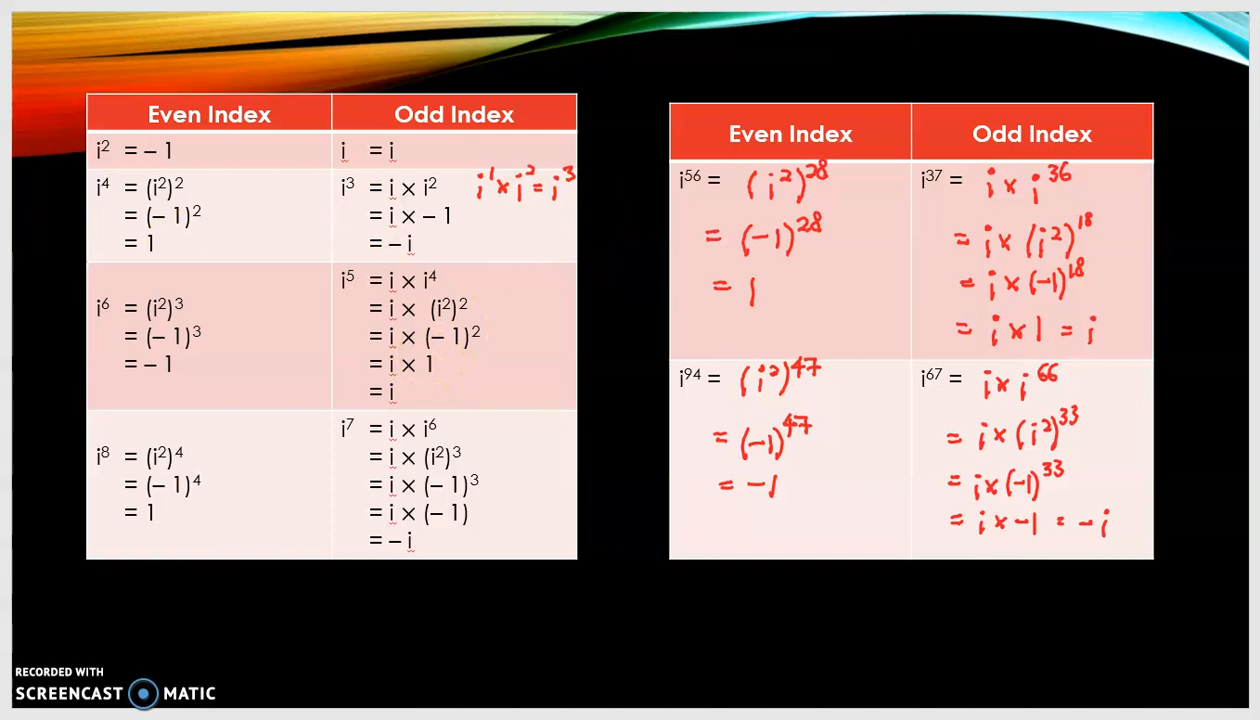 Even Index
Odd Index
i² = – 1
i = i
i⁴ = (i²)²
= (– 1)²
= 1
i³ = i × i²
= i × – 1
= – i
i¹ × i² = i³
i⁶ = (i²)³
= (– 1)³
= – 1
i⁵ = i × i⁴
= i × (i²)²
= i × (– 1)²
= i × 1
= i
i⁸ = (i²)⁴
= (– 1)⁴
= 1
i⁷ = i × i⁶
= i × (i²)³
= i × (– 1)³
= i × (– 1)
= – i
Even Index
Odd Index
i⁵⁶ = (i²)²⁸
= (–1)²⁸
= 1
i³⁷ = i × i³⁶
= i × (i²)¹⁸
= i × (–1)¹⁸
= i × 1 = i
i⁹⁴ = (i²)⁴⁷
= (–1)⁴⁷
= –1
i⁶⁷ = i × i⁶⁶
= i × (i²)³³
= i × (–1)³³
= i × –1 = – i
RECORDED WITH
SCREENCAST MATIC